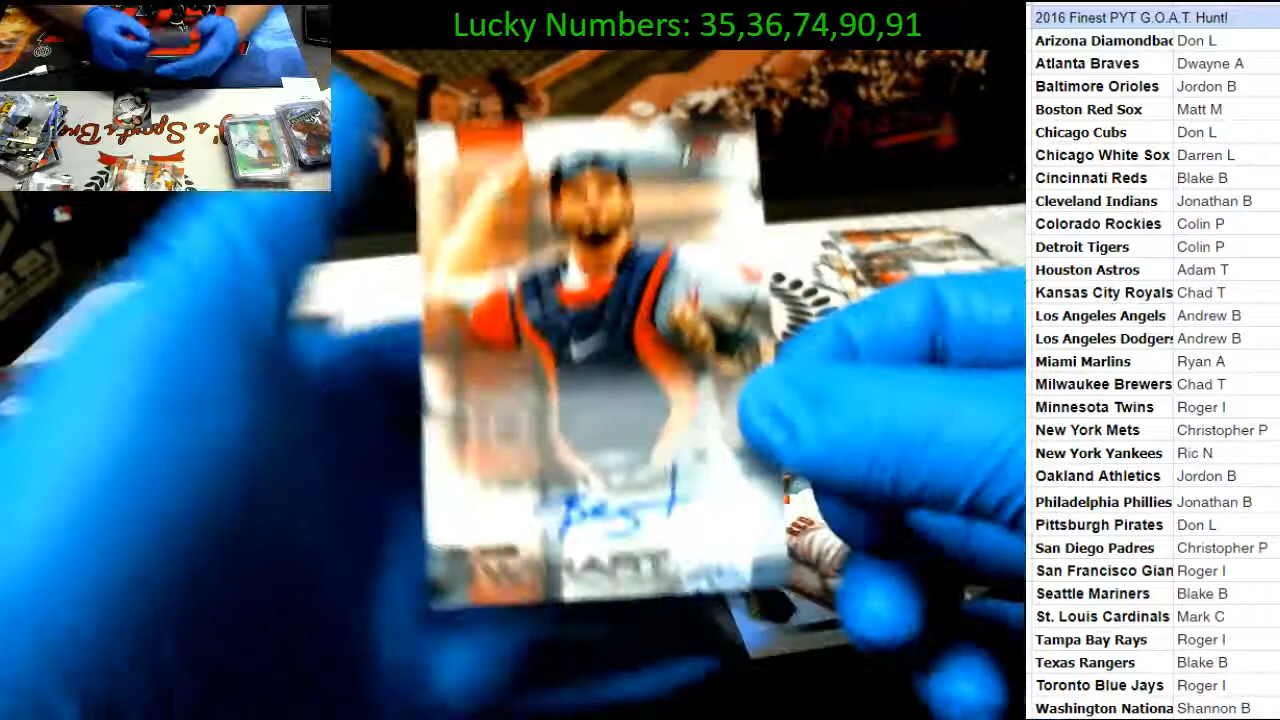 Lucky Numbers: 35,36,74,90,91
2016 Finest PYT G.O.A.T. Hunt!
Arizona Diamondbac Don L
Atlanta Braves Dwayne A
Baltimore Orioles Jordon B
Boston Red Sox Matt M
Chicago Cubs Don L
Chicago White Sox Darren L
Cincinnati Reds Blake B
Cleveland Indians Jonathan B
Colorado Rockies Colin P
Detroit Tigers Colin P
Houston Astros Adam T
Kansas City Royals Chad T
Los Angeles Angels Andrew B
Los Angeles Dodgers Andrew B
Miami Marlins Ryan A
Milwaukee Brewers Chad T
Minnesota Twins Roger I
New York Mets Christopher P
New York Yankees Ric N
Oakland Athletics Jordon B
Philadelphia Phillies Jonathan B
Pittsburgh Pirates Don L
San Diego Padres Christopher P
San Francisco Gian Roger I
Seattle Mariners Blake B
St. Louis Cardinals Mark C
Tampa Bay Rays Roger I
Texas Rangers Blake B
Toronto Blue Jays Roger I
Washington Nationa Shannon B